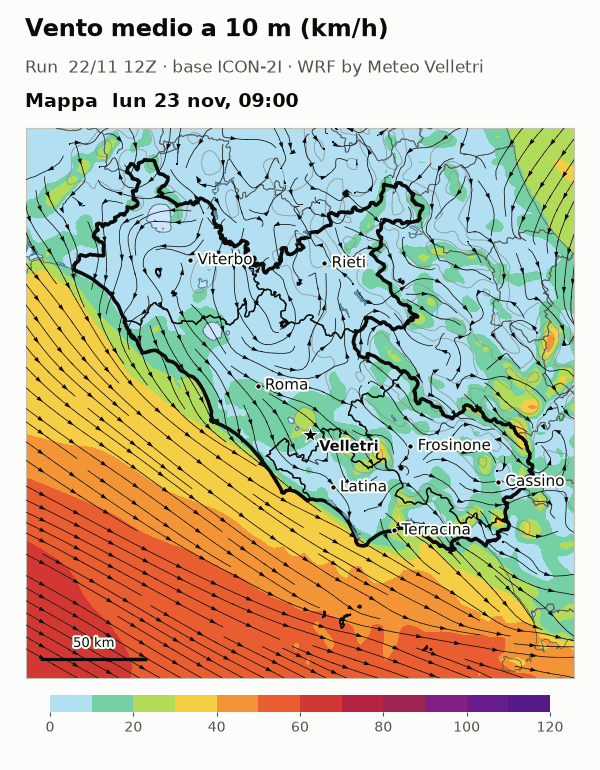 Vento medio a 10 m (km/h)
Run  22/11 12Z · base ICON-2I · WRF by Meteo Velletri
Mappa  lun 23 nov, 09:00
Viterbo
Rieti
Roma
Velletri
Frosinone
Latina
Cassino
Terracina
50 km
0 20 40 60 80 100 120